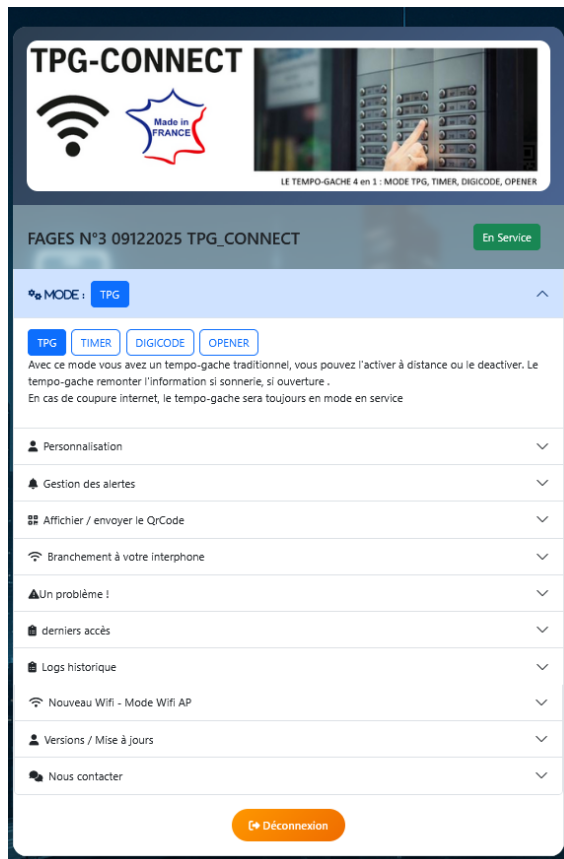 TPG-CONNECT
Made in
FRANCE
LE TEMPO-GACHE 4 en 1 : MODE TPG, TIMER, DIGICODE, OPENER
FAGES N°3 09122025 TPG_CONNECT
En Service
MODE : TPG
TPG TIMER DIGICODE OPENER
Avec ce mode vous avez un tempo-gache traditionnel, vous pouvez l'activer à distance ou le deactiver. Le
tempo-gache remonter l'information si sonnerie, si ouverture .
En cas de coupure internet, le tempo-gache sera toujours en mode en service
Personnalisation
Gestion des alertes
Afficher / envoyer le QrCode
Branchement à votre interphone
Un problème !
derniers accès
Logs historique
Nouveau Wifi - Mode Wifi AP
Versions / Mise à jours
Nous contacter
Déconnexion